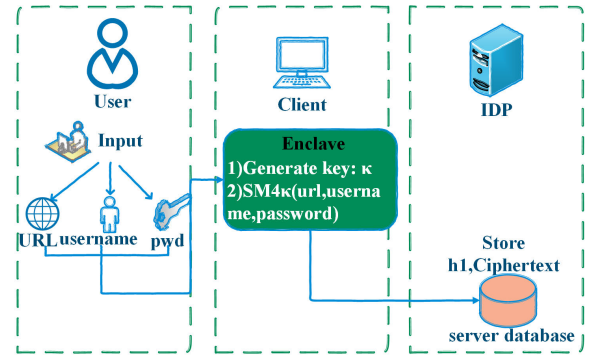 User
Client
IDP
Input
URL
username
pwd
Enclave
1)Generate key: κ
2)SM4κ(url,userna
me,password)
Store
h1,Ciphertext
server database